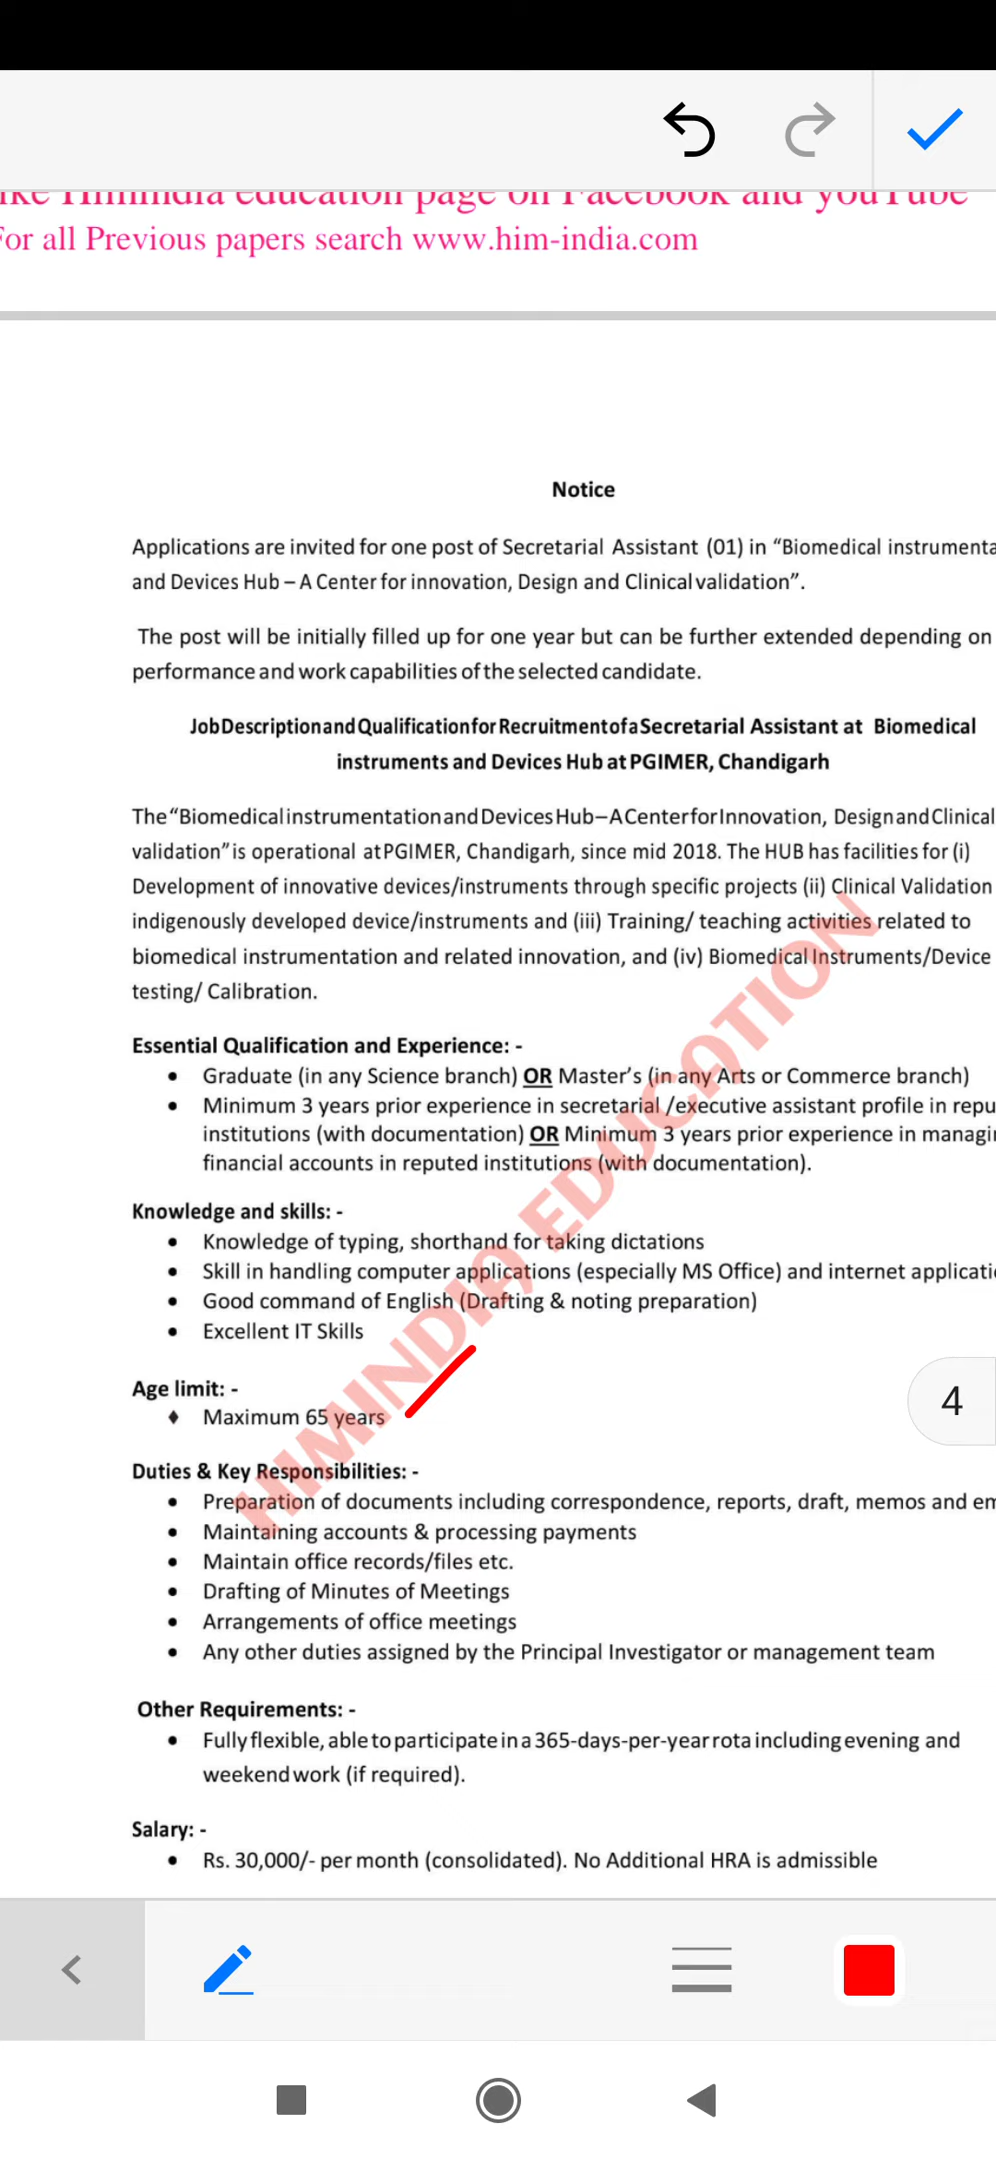 ike Himindia education page on Facebook and youTube
For all Previous papers search www.him-india.com
Notice
Applications are invited for one post of Secretarial Assistant (01) in “Biomedical instrumenta
and Devices Hub – A Center for innovation, Design and Clinical validation”.
The post will be initially filled up for one year but can be further extended depending on
performance and work capabilities of the selected candidate.
Job Description and Qualification for Recruitment of a Secretarial Assistant at Biomedical
instruments and Devices Hub at PGIMER, Chandigarh
The “Biomedical instrumentation and Devices Hub – A Center for Innovation, Design and Clinical
validation” is operational at PGIMER, Chandigarh, since mid 2018. The HUB has facilities for (i)
Development of innovative devices/instruments through specific projects (ii) Clinical Validation
indigenously developed device/instruments and (iii) Training/ teaching activities related to
biomedical instrumentation and related innovation, and (iv) Biomedical Instruments/Device
testing/ Calibration.
Essential Qualification and Experience: -
• Graduate (in any Science branch) OR Master’s (in any Arts or Commerce branch)
• Minimum 3 years prior experience in secretarial /executive assistant profile in repu
institutions (with documentation) OR Minimum 3 years prior experience in managi
financial accounts in reputed institutions (with documentation).
Knowledge and skills: -
• Knowledge of typing, shorthand for taking dictations
• Skill in handling computer applications (especially MS Office) and internet applicati
• Good command of English (Drafting & noting preparation)
• Excellent IT Skills
Age limit: -
♦ Maximum 65 years
4
Duties & Key Responsibilities: -
• Preparation of documents including correspondence, reports, draft, memos and em
• Maintaining accounts & processing payments
• Maintain office records/files etc.
• Drafting of Minutes of Meetings
• Arrangements of office meetings
• Any other duties assigned by the Principal Investigator or management team
Other Requirements: -
• Fully flexible, able to participate in a 365-days-per-year rota including evening and
weekend work (if required).
Salary: -
• Rs. 30,000/- per month (consolidated). No Additional HRA is admissible
HIMINDIA EDUCATION